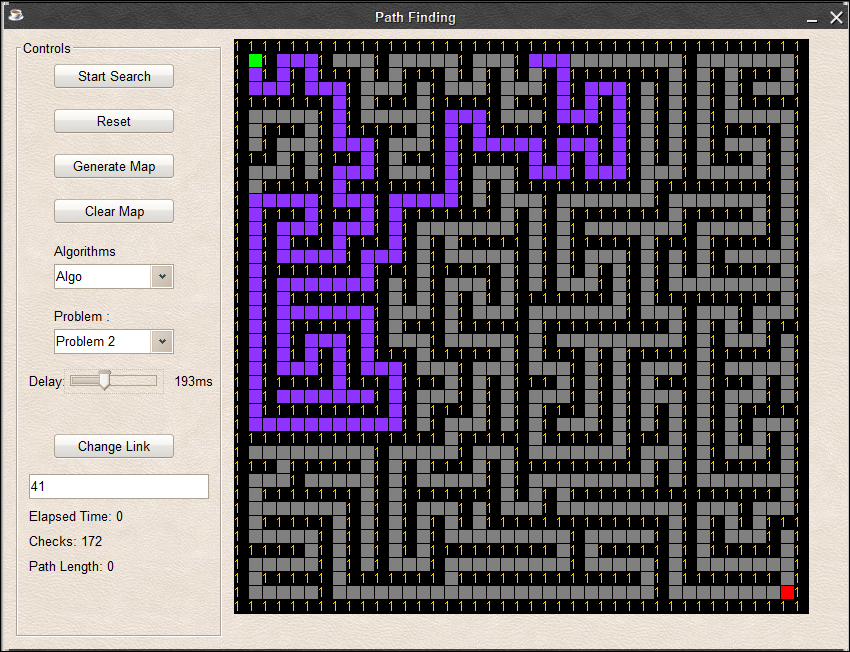 Path Finding
Controls
Start Search
Reset
Generate Map
Clear Map
Algorithms
Algo
Problem :
Problem 2
Delay:
193ms
Change Link
41
Elapsed Time: 0
Checks: 172
Path Length: 0